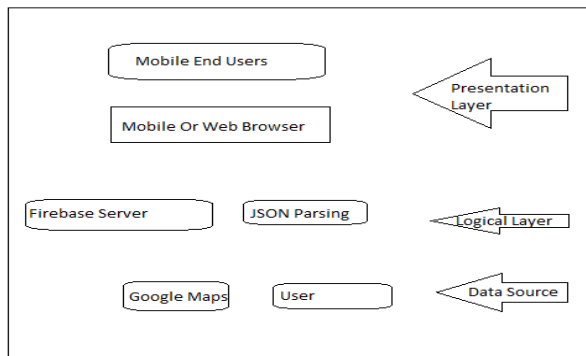 Mobile End Users
Presentation
Layer
Mobile Or Web Browser
Firebase Server
JSON Parsing
Logical Layer
Google Maps
User
Data Source